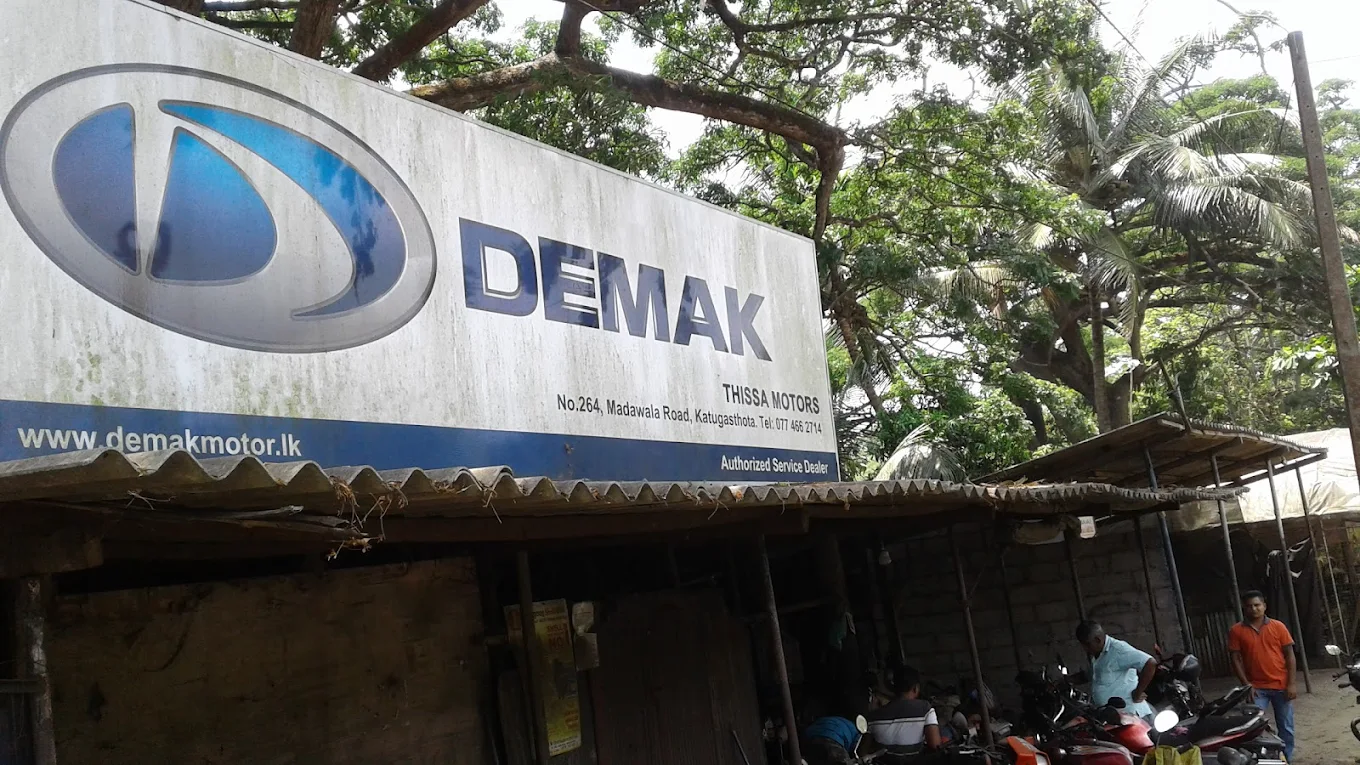 DEMAK
THISSA MOTORS
No.264, Madawala Road, Katugasthota. Tel: 077 466 2714
www.demakmotor.lk
Authorized Service Dealer